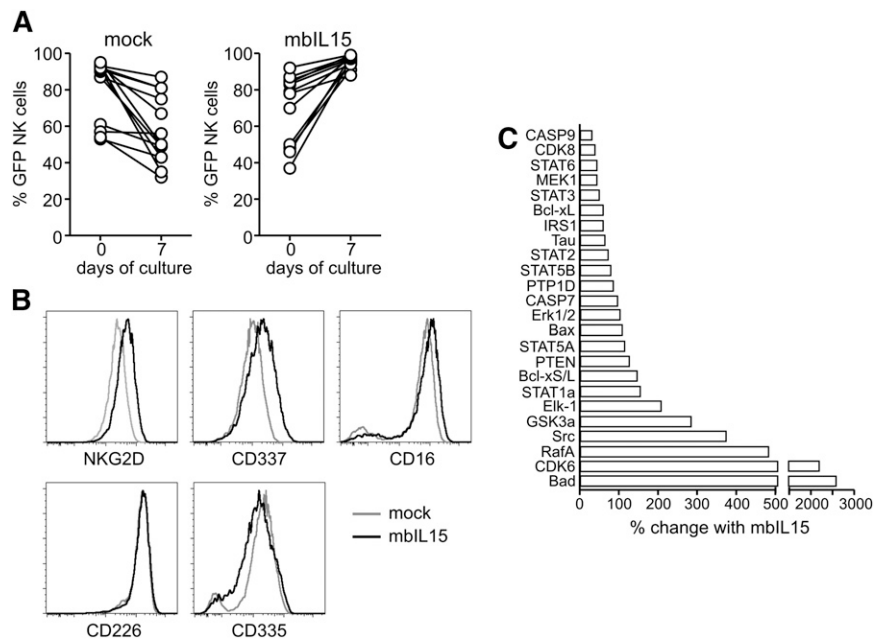 A
mock
mbIL15
% GFP NK cells
100
80
60
40
20
0
0
7
days of culture
% GFP NK cells
100
80
60
40
20
0
0
7
days of culture
B
NKG2D
CD337
CD16
CD226
CD335
mock
mbIL15
C
CASP9
CDK8
STAT6
MEK1
STAT3
Bcl-xL
IRS1
Tau
STAT2
STAT5B
PTP1D
CASP7
Erk1/2
Bax
STAT5A
PTEN
Bcl-xS/L
STAT1a
Elk-1
GSK3a
Src
RafA
CDK6
Bad
0 100 200 300 400 500 2000 3000
% change with mbIL15